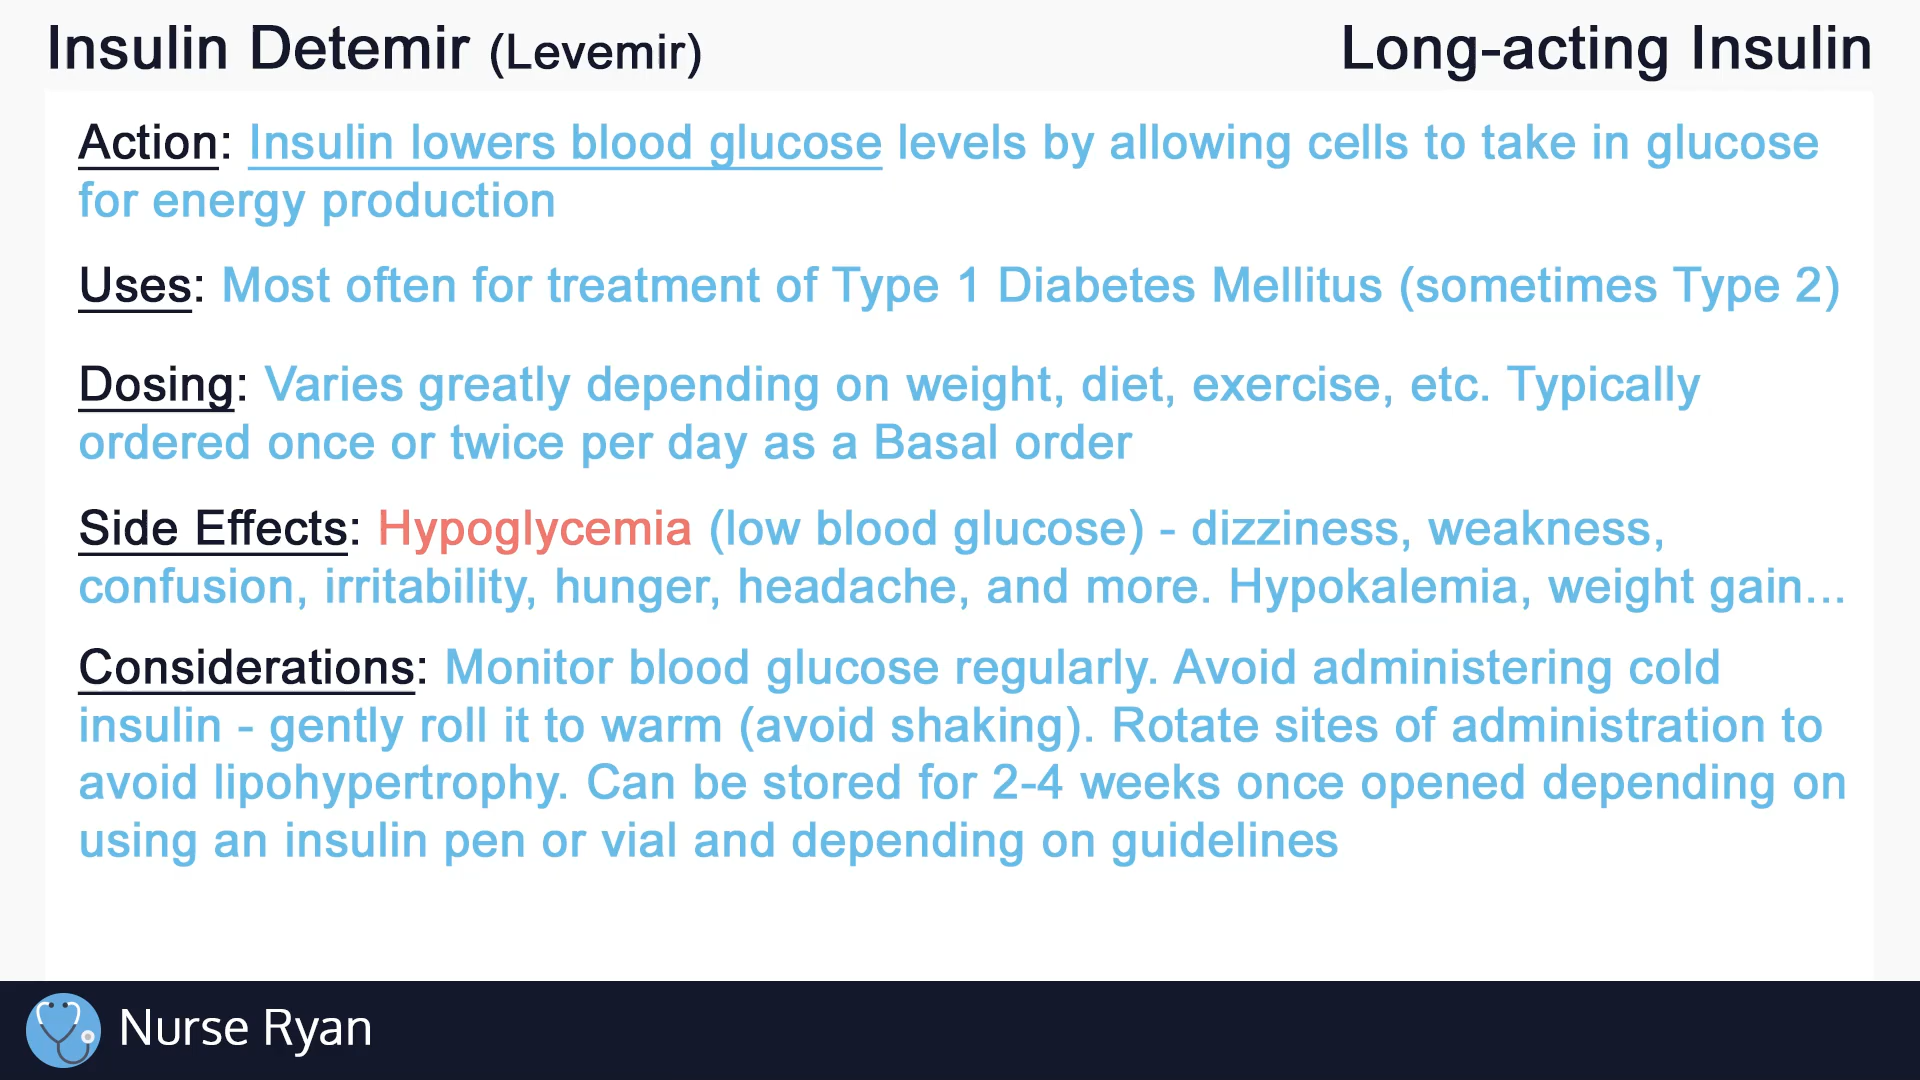 Insulin Detemir (Levemir)
Long-acting Insulin
Action: Insulin lowers blood glucose levels by allowing cells to take in glucose
for energy production
Uses: Most often for treatment of Type 1 Diabetes Mellitus (sometimes Type 2)
Dosing: Varies greatly depending on weight, diet, exercise, etc. Typically
ordered once or twice per day as a Basal order
Side Effects: Hypoglycemia (low blood glucose) - dizziness, weakness,
confusion, irritability, hunger, headache, and more. Hypokalemia, weight gain...
Considerations: Monitor blood glucose regularly. Avoid administering cold
insulin - gently roll it to warm (avoid shaking). Rotate sites of administration to
avoid lipohypertrophy. Can be stored for 2-4 weeks once opened depending on
using an insulin pen or vial and depending on guidelines
Nurse Ryan